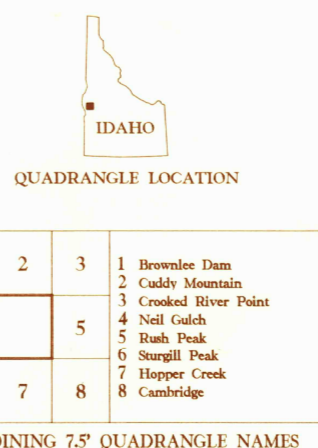 IDAHO
QUADRANGLE LOCATION
2 3 1 Brownlee Dam
2 Cuddy Mountain
3 Crooked River Point
5 4 Neil Gulch
5 Rush Peak
6 Sturgill Peak
7 8 7 Hopper Creek
8 Cambridge
7.5' QUADRANGLE NAMES